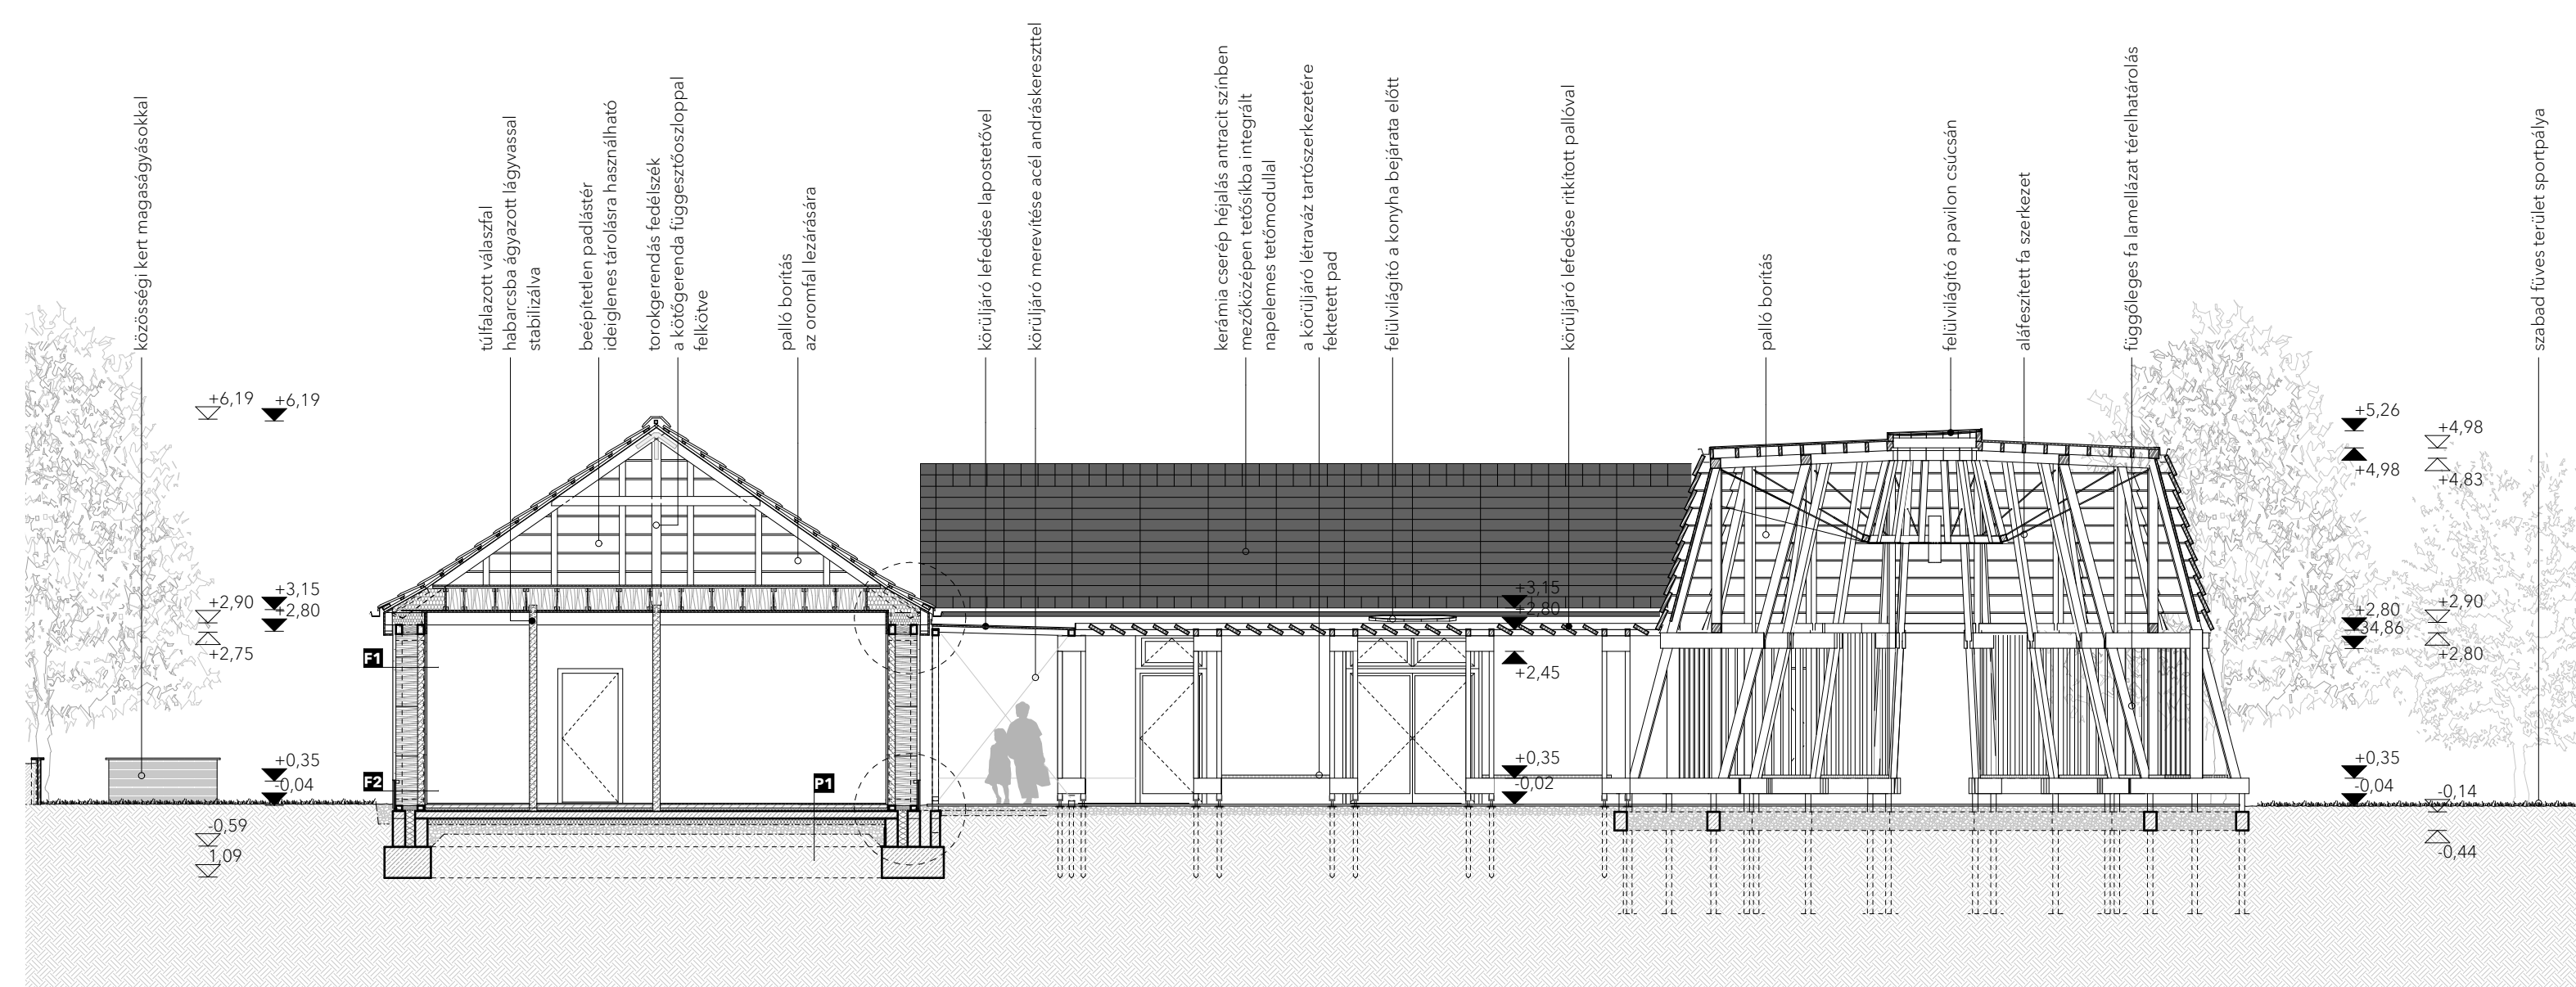 közösségi kert magaságyásokkal
túlfalazott válaszfal
habarcsba ágyazott lágyvassal
stabilizálva
beépítetlen padlástér
ideiglenes tárolásra használható
torokgerendás fedélszék
a kötőgerenda függesztőoszloppal
felkötve
palló borítás
az oromfal lezárására
körüljáró lefedése lapostetővel
körüljáró merevítése acél andráskereszttel
kerámia cserép héjalás antracit színben
mezőközépen tetősíkba integrált
napelemes tetőmodullal
a körüljáró létraváz tartószerkezetére
fektetett pad
felülvilágító a konyha bejárata előtt
körüljáró lefedése ritkított pallóval
palló borítás
felülvilágító a pavilon csúcsán
aláfeszített fa szerkezet
függőleges fa lamellázat térelhatárolás
szabad füves terület sportpálya
+6,19
+6,19
+2,90
+2,75
+3,15
+2,80
+0,35
-0,04
-0,59
1,09
F1
F2
P1
+3,15
+2,80
+2,45
+0,35
-0,02
+5,26
+4,98
+4,98
+4,83
+2,80
+34,86
+2,90
+2,80
+0,35
-0,04
-0,14
-0,44